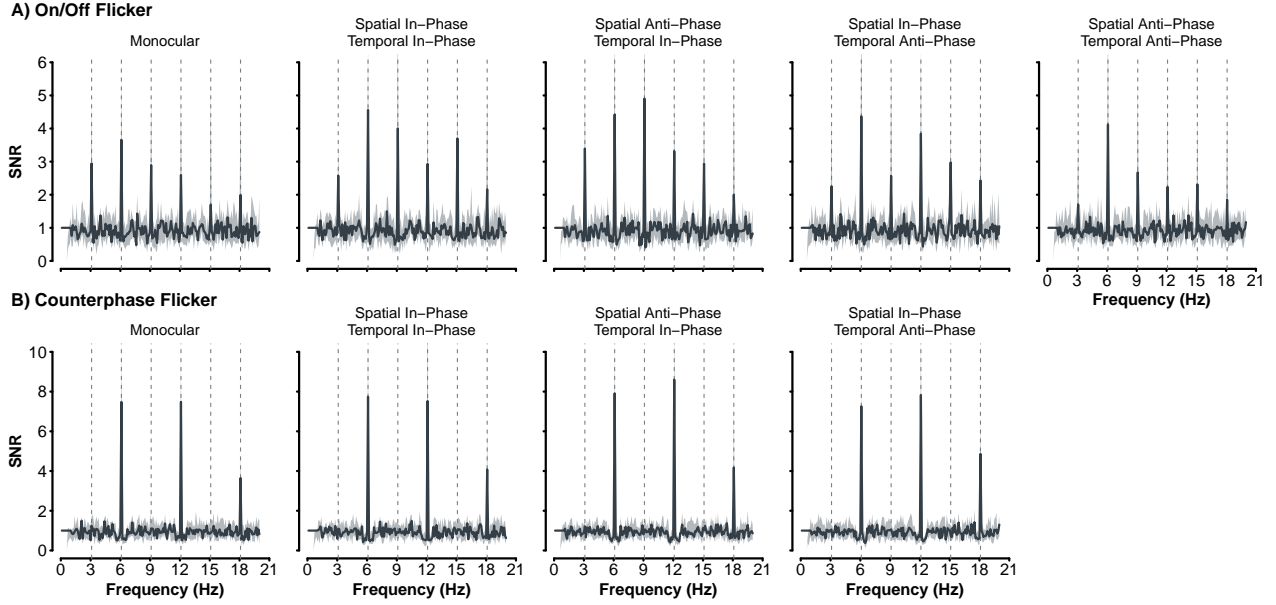 A) On/Off Flicker
Monocular
Spatial In−Phase
Temporal In−Phase
Spatial Anti−Phase
Temporal In−Phase
Spatial In−Phase
Temporal Anti−Phase
Spatial Anti−Phase
Temporal Anti−Phase
6
5
4
3
2
1
0
SNR
0 3 6 9 12 15 18 21
Frequency (Hz)
B) Counterphase Flicker
Monocular
Spatial In−Phase
Temporal In−Phase
Spatial Anti−Phase
Temporal In−Phase
Spatial In−Phase
Temporal Anti−Phase
10
8
6
4
2
0
SNR
0 3 6 9 12 15 18 21
Frequency (Hz)
0 3 6 9 12 15 18 21
Frequency (Hz)
0 3 6 9 12 15 18 21
Frequency (Hz)
0 3 6 9 12 15 18 21
Frequency (Hz)